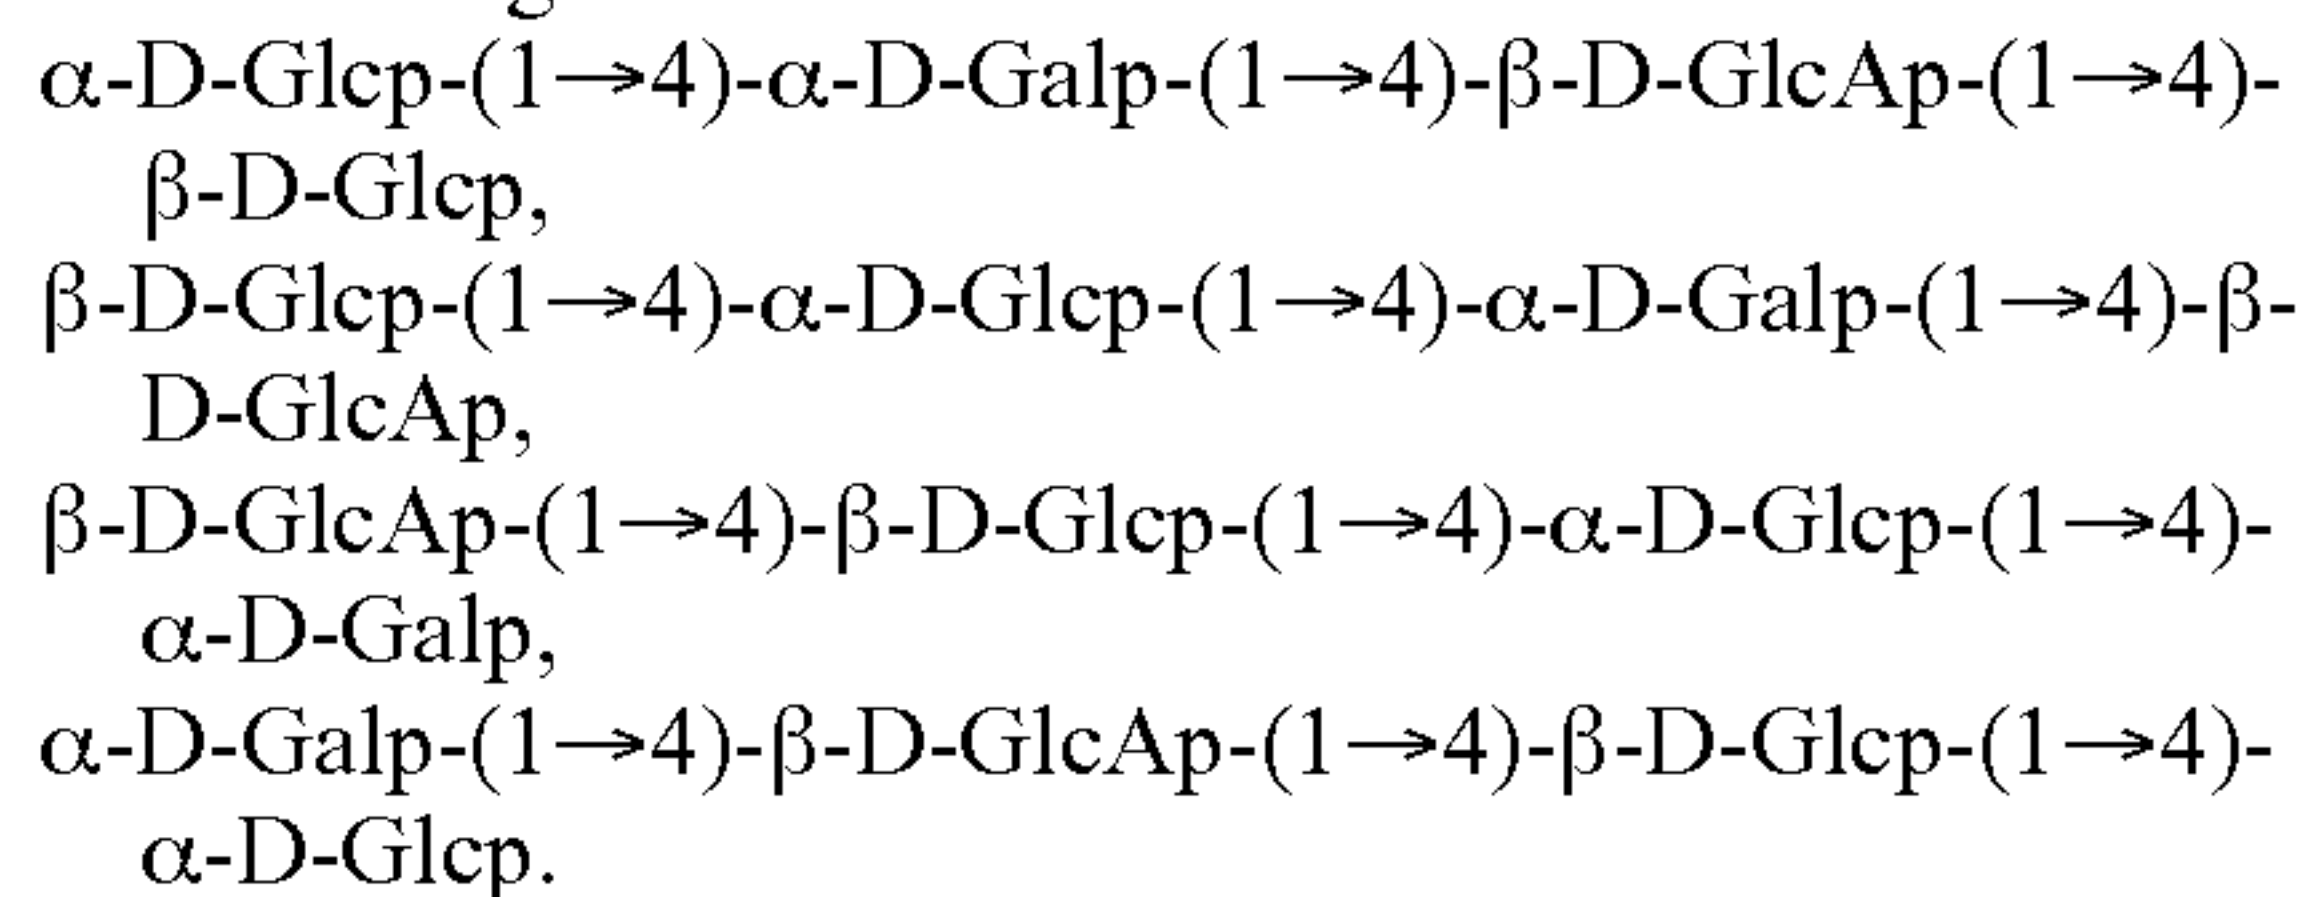 α-D-Glcp-(1→4)-α-D-Galp-(1→4)-β-D-GlcAp-(1→4)-
β-D-Glcp,
β-D-Glcp-(1→4)-α-D-Glcp-(1→4)-α-D-Galp-(1→4)-β-
D-GlcAp,
β-D-GlcAp-(1→4)-β-D-Glcp-(1→4)-α-D-Glcp-(1→4)-
α-D-Galp,
α-D-Galp-(1→4)-β-D-GlcAp-(1→4)-β-D-Glcp-(1→4)-
α-D-Glcp.